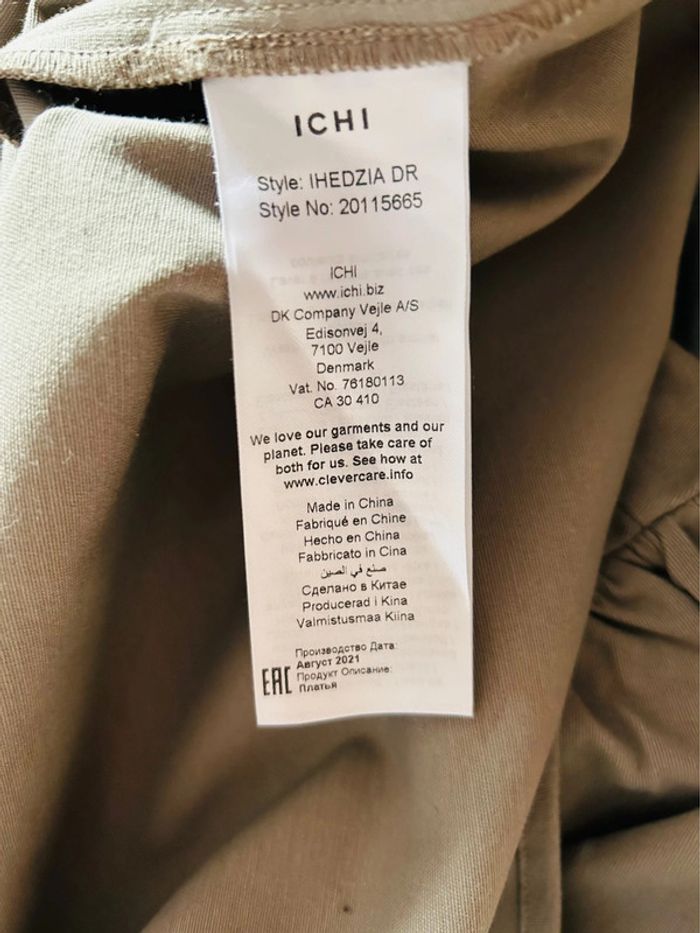 ICHI
Style: IHEDZIA DR
Style No: 20115665
ICHI
www.ichi.biz
DK Company Vejle A/S
Edisonvej 4,
7100 Vejle
Denmark
Vat. No. 76180113
CA 30 410
We love our garments and our
planet. Please take care of
both for us. See how at
www.clevercare.info
Made in China
Fabriqué en Chine
Hecho en China
Fabbricato in Cina
صنع في الصين
Сделано в Китае
Producerad i Kina
Valmistusmaa Kiina
Производство Дата:
Август 2021
EAC Продукт Описание:
Платья